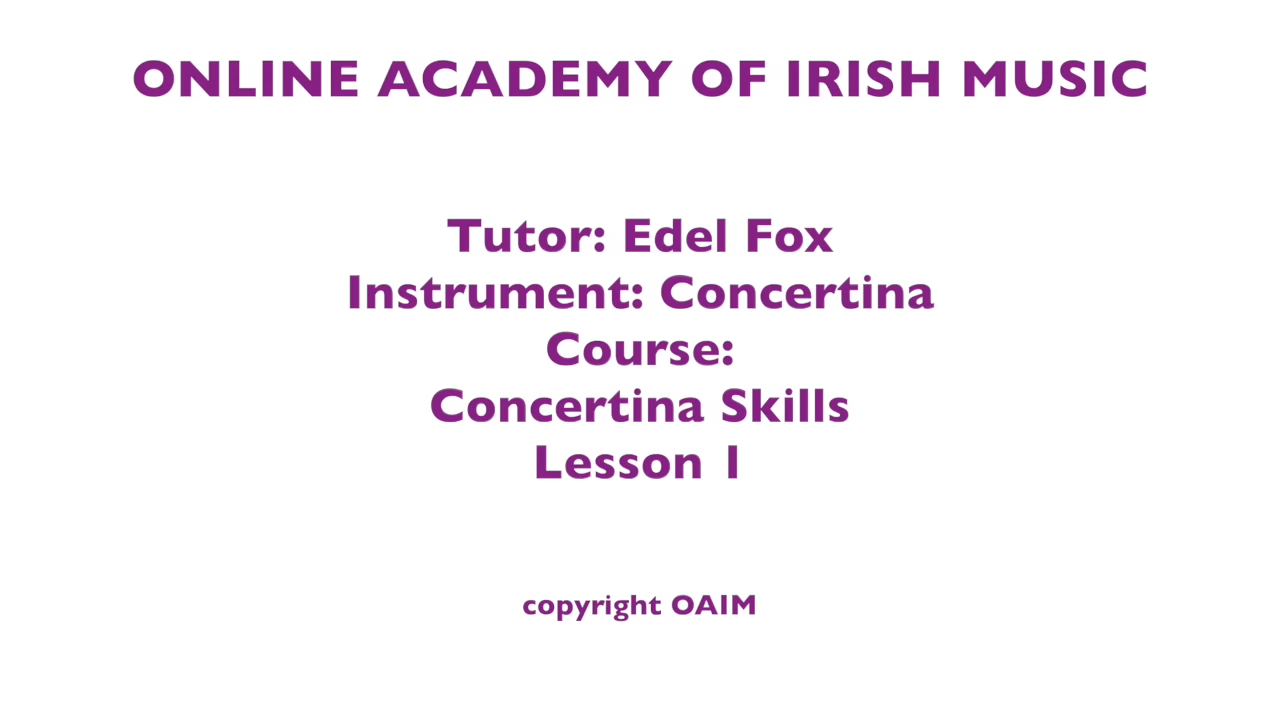 ONLINE ACADEMY OF IRISH MUSIC
Tutor: Edel Fox
Instrument: Concertina
Course:
Concertina Skills
Lesson 1
copyright OAIM